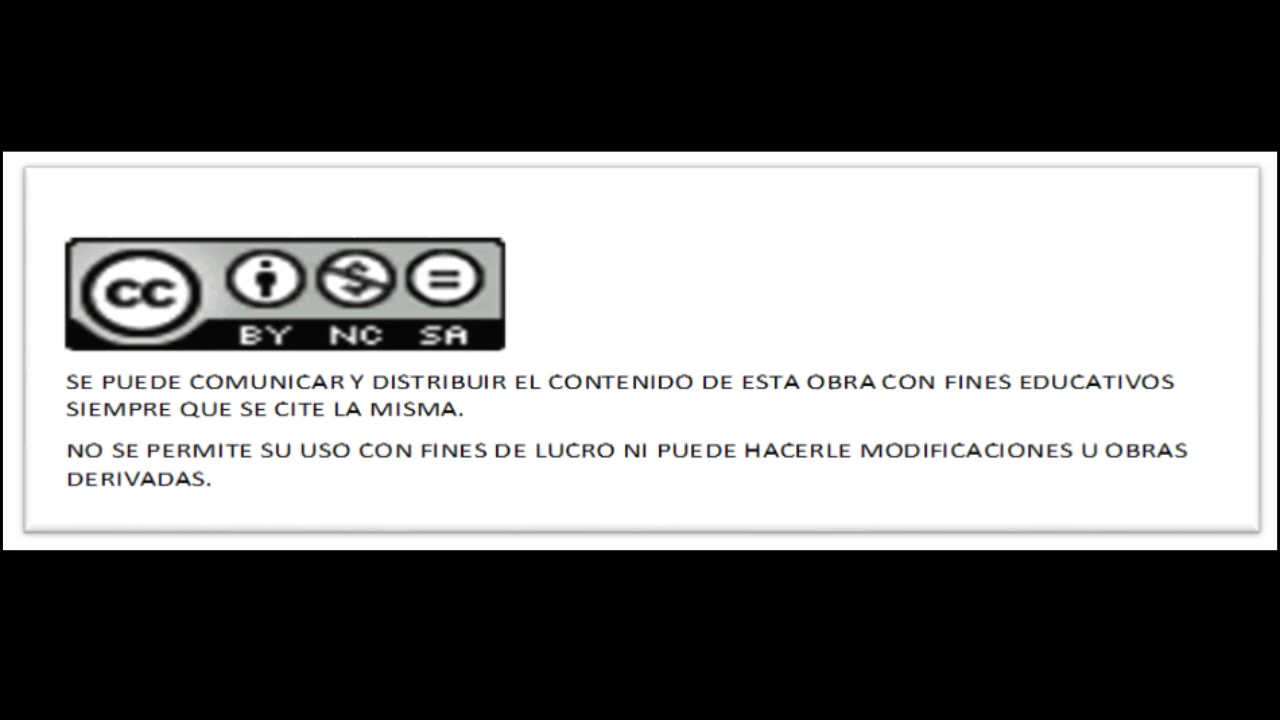 CC BY NC SA
SE PUEDE COMUNICAR Y DISTRIBUIR EL CONTENIDO DE ESTA OBRA CON FINES EDUCATIVOS
SIEMPRE QUE SE CITE LA MISMA.
NO SE PERMITE SU USO CON FINES DE LUCRO NI PUEDE HACERLE MODIFICACIONES U OBRAS
DERIVADAS.